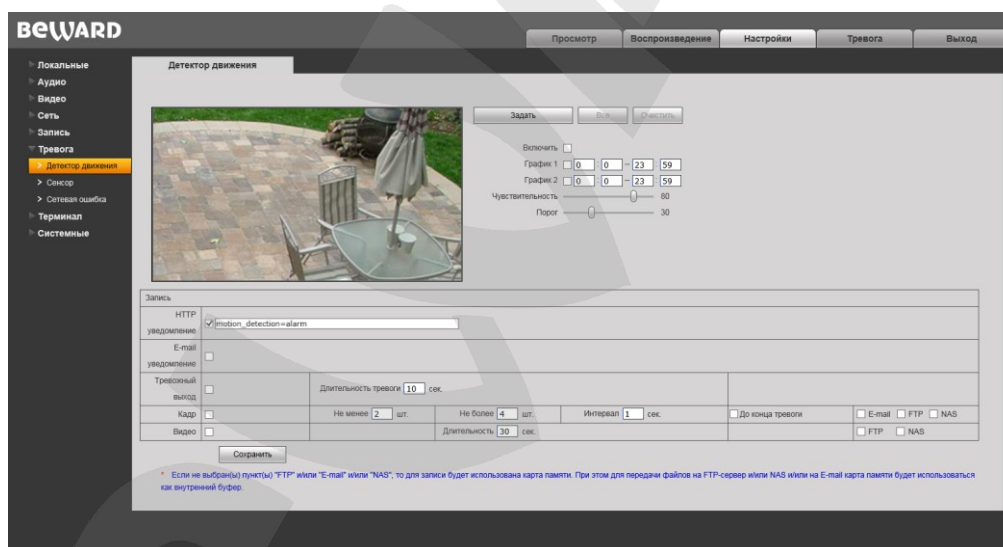 BEWARD
Просмотр Воспроизведение Настройки Тревога Выход
Локальные
Аудио
Видео
Сеть
Запись
Тревога
> Детектор движения
> Сенсор
> Сетевая ошибка
Терминал
Системные
Детектор движения
Задать Все Очистить
Включить
График 1 0 : 0 – 23 : 59
График 2 0 : 0 – 23 : 59
Чувствительность 80
Порог 30
Запись
HTTP
уведомление motion_detection=alarm
E-mail
уведомление
Тревожный
выход Длительность тревоги 10 сек.
Кадр Не менее 2 шт. Не более 4 шт. Интервал 1 сек. До конца тревоги E-mail FTP NAS
Видео Длительность 30 сек. FTP NAS
Сохранить
* Если не выбран(ы) пункт(ы) "FTP" и/или "E-mail" и/или "NAS", то для записи будет использована карта памяти. При этом для передачи файлов на FTP-сервер и/или NAS и/или на E-mail карта памяти будет использоваться
как внутренний буфер.